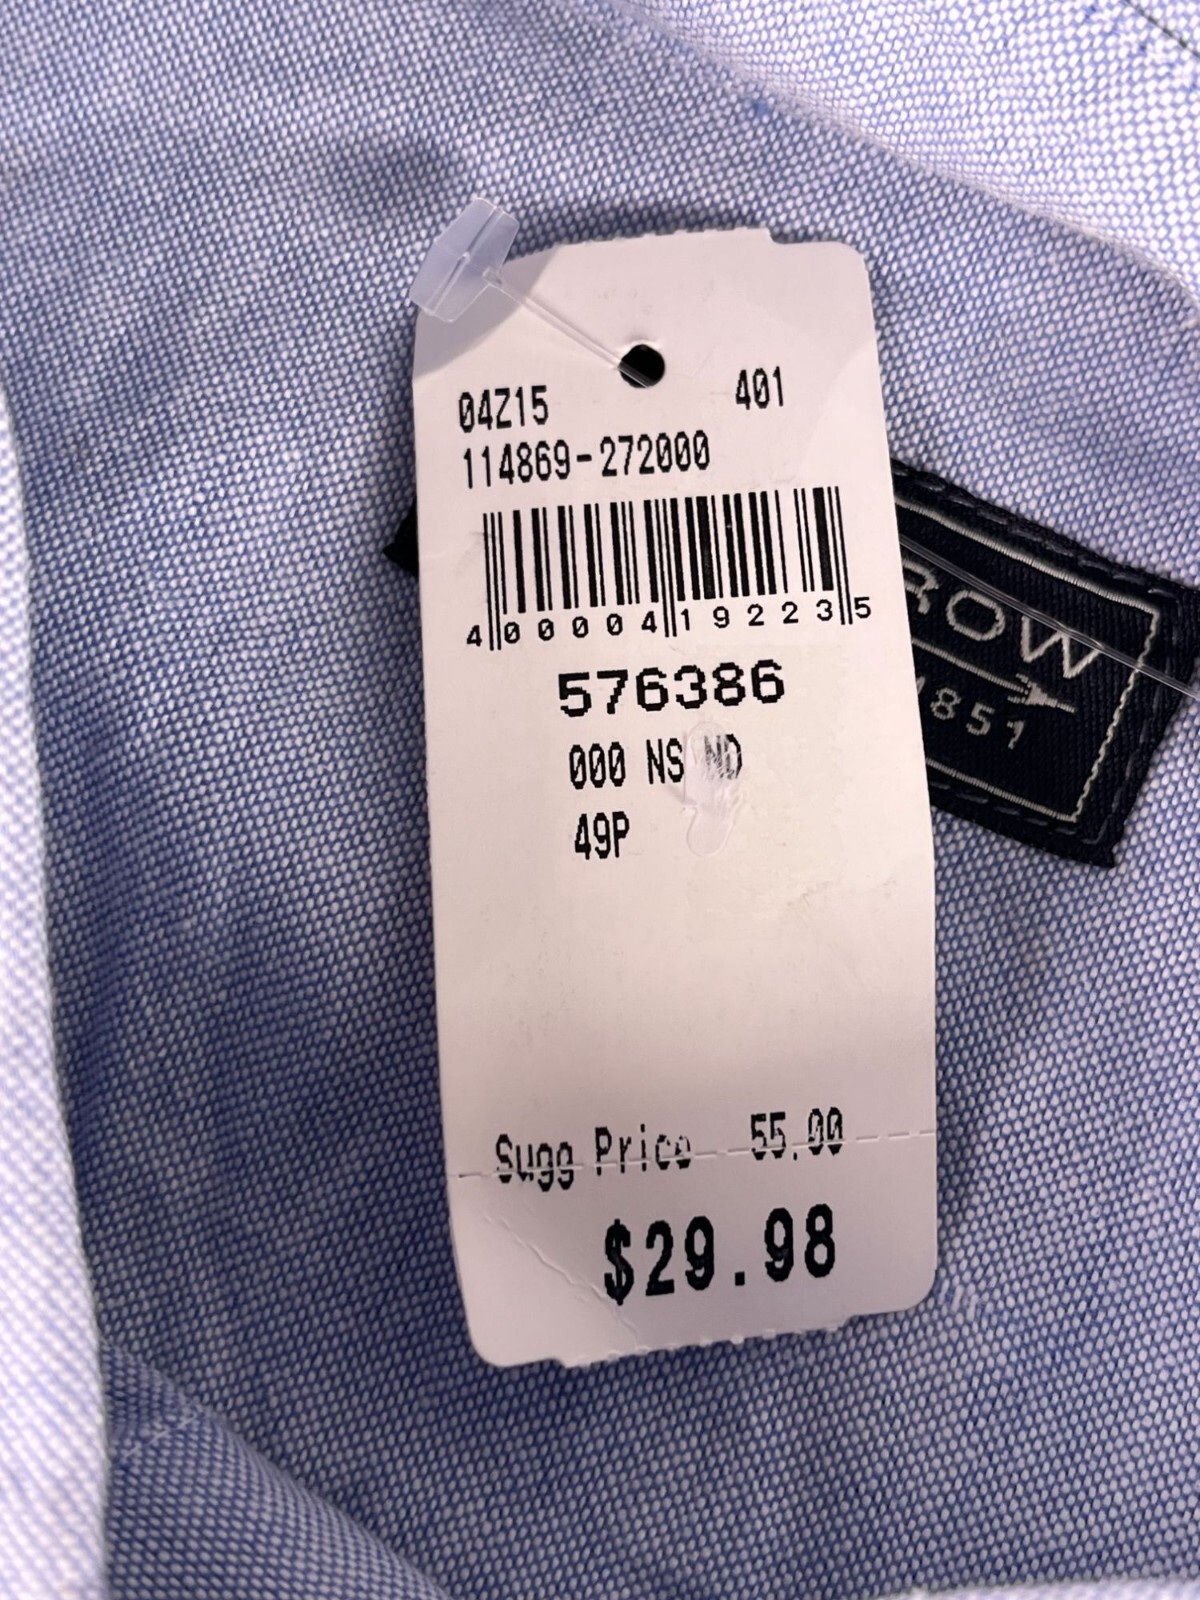 04Z15 401
114869-272000
4 00004 19223 5
576386
000 NS ND
49P
Sugg Price 55.00
$29.98
ROW
1851